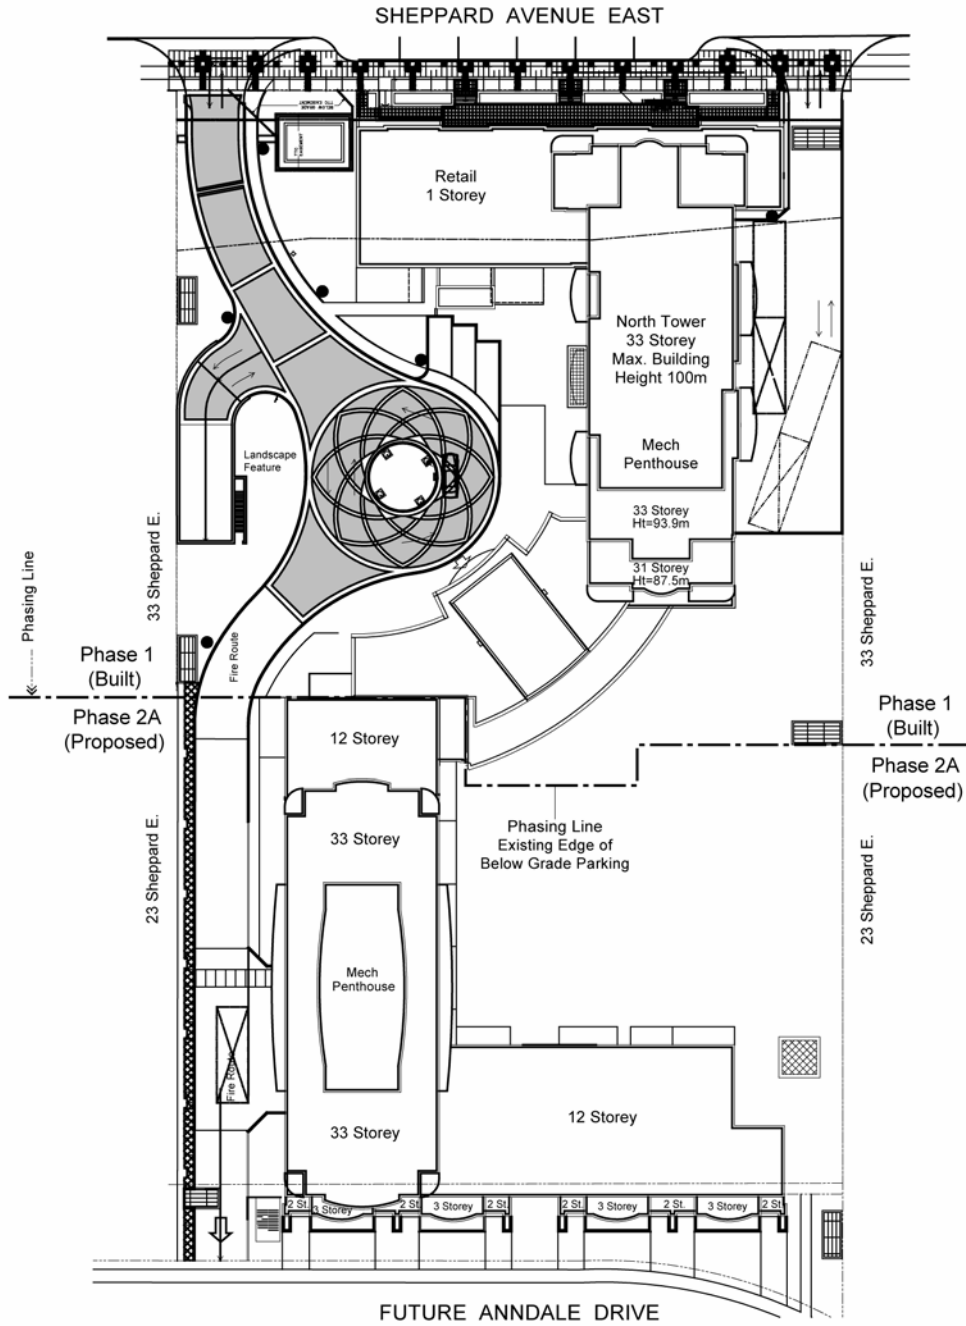 SHEPPARD AVENUE EAST
BELOW GRADE
TTC EASEMENT
EASEMENT
Retail
1 Storey
North Tower
33 Storey
Max. Building
Height 100m
Mech
Penthouse
Landscape
Feature
33 Storey
Ht=93.9m
31 Storey
Ht=87.5m
33 Sheppard E.
33 Sheppard E.
Phasing Line
Fire Route
Phase 1
(Built)
Phase 2A
(Proposed)
Phase 1
(Built)
Phase 2A
(Proposed)
12 Storey
33 Storey
Phasing Line
Existing Edge of
Below Grade Parking
23 Sheppard E.
23 Sheppard E.
Mech
Penthouse
Fire Route
33 Storey
12 Storey
2 St.
3 Storey
2 St.
3 Storey
2 St.
2 St.
3 Storey
2 St.
3 Storey
2 St.
FUTURE ANNDALE DRIVE